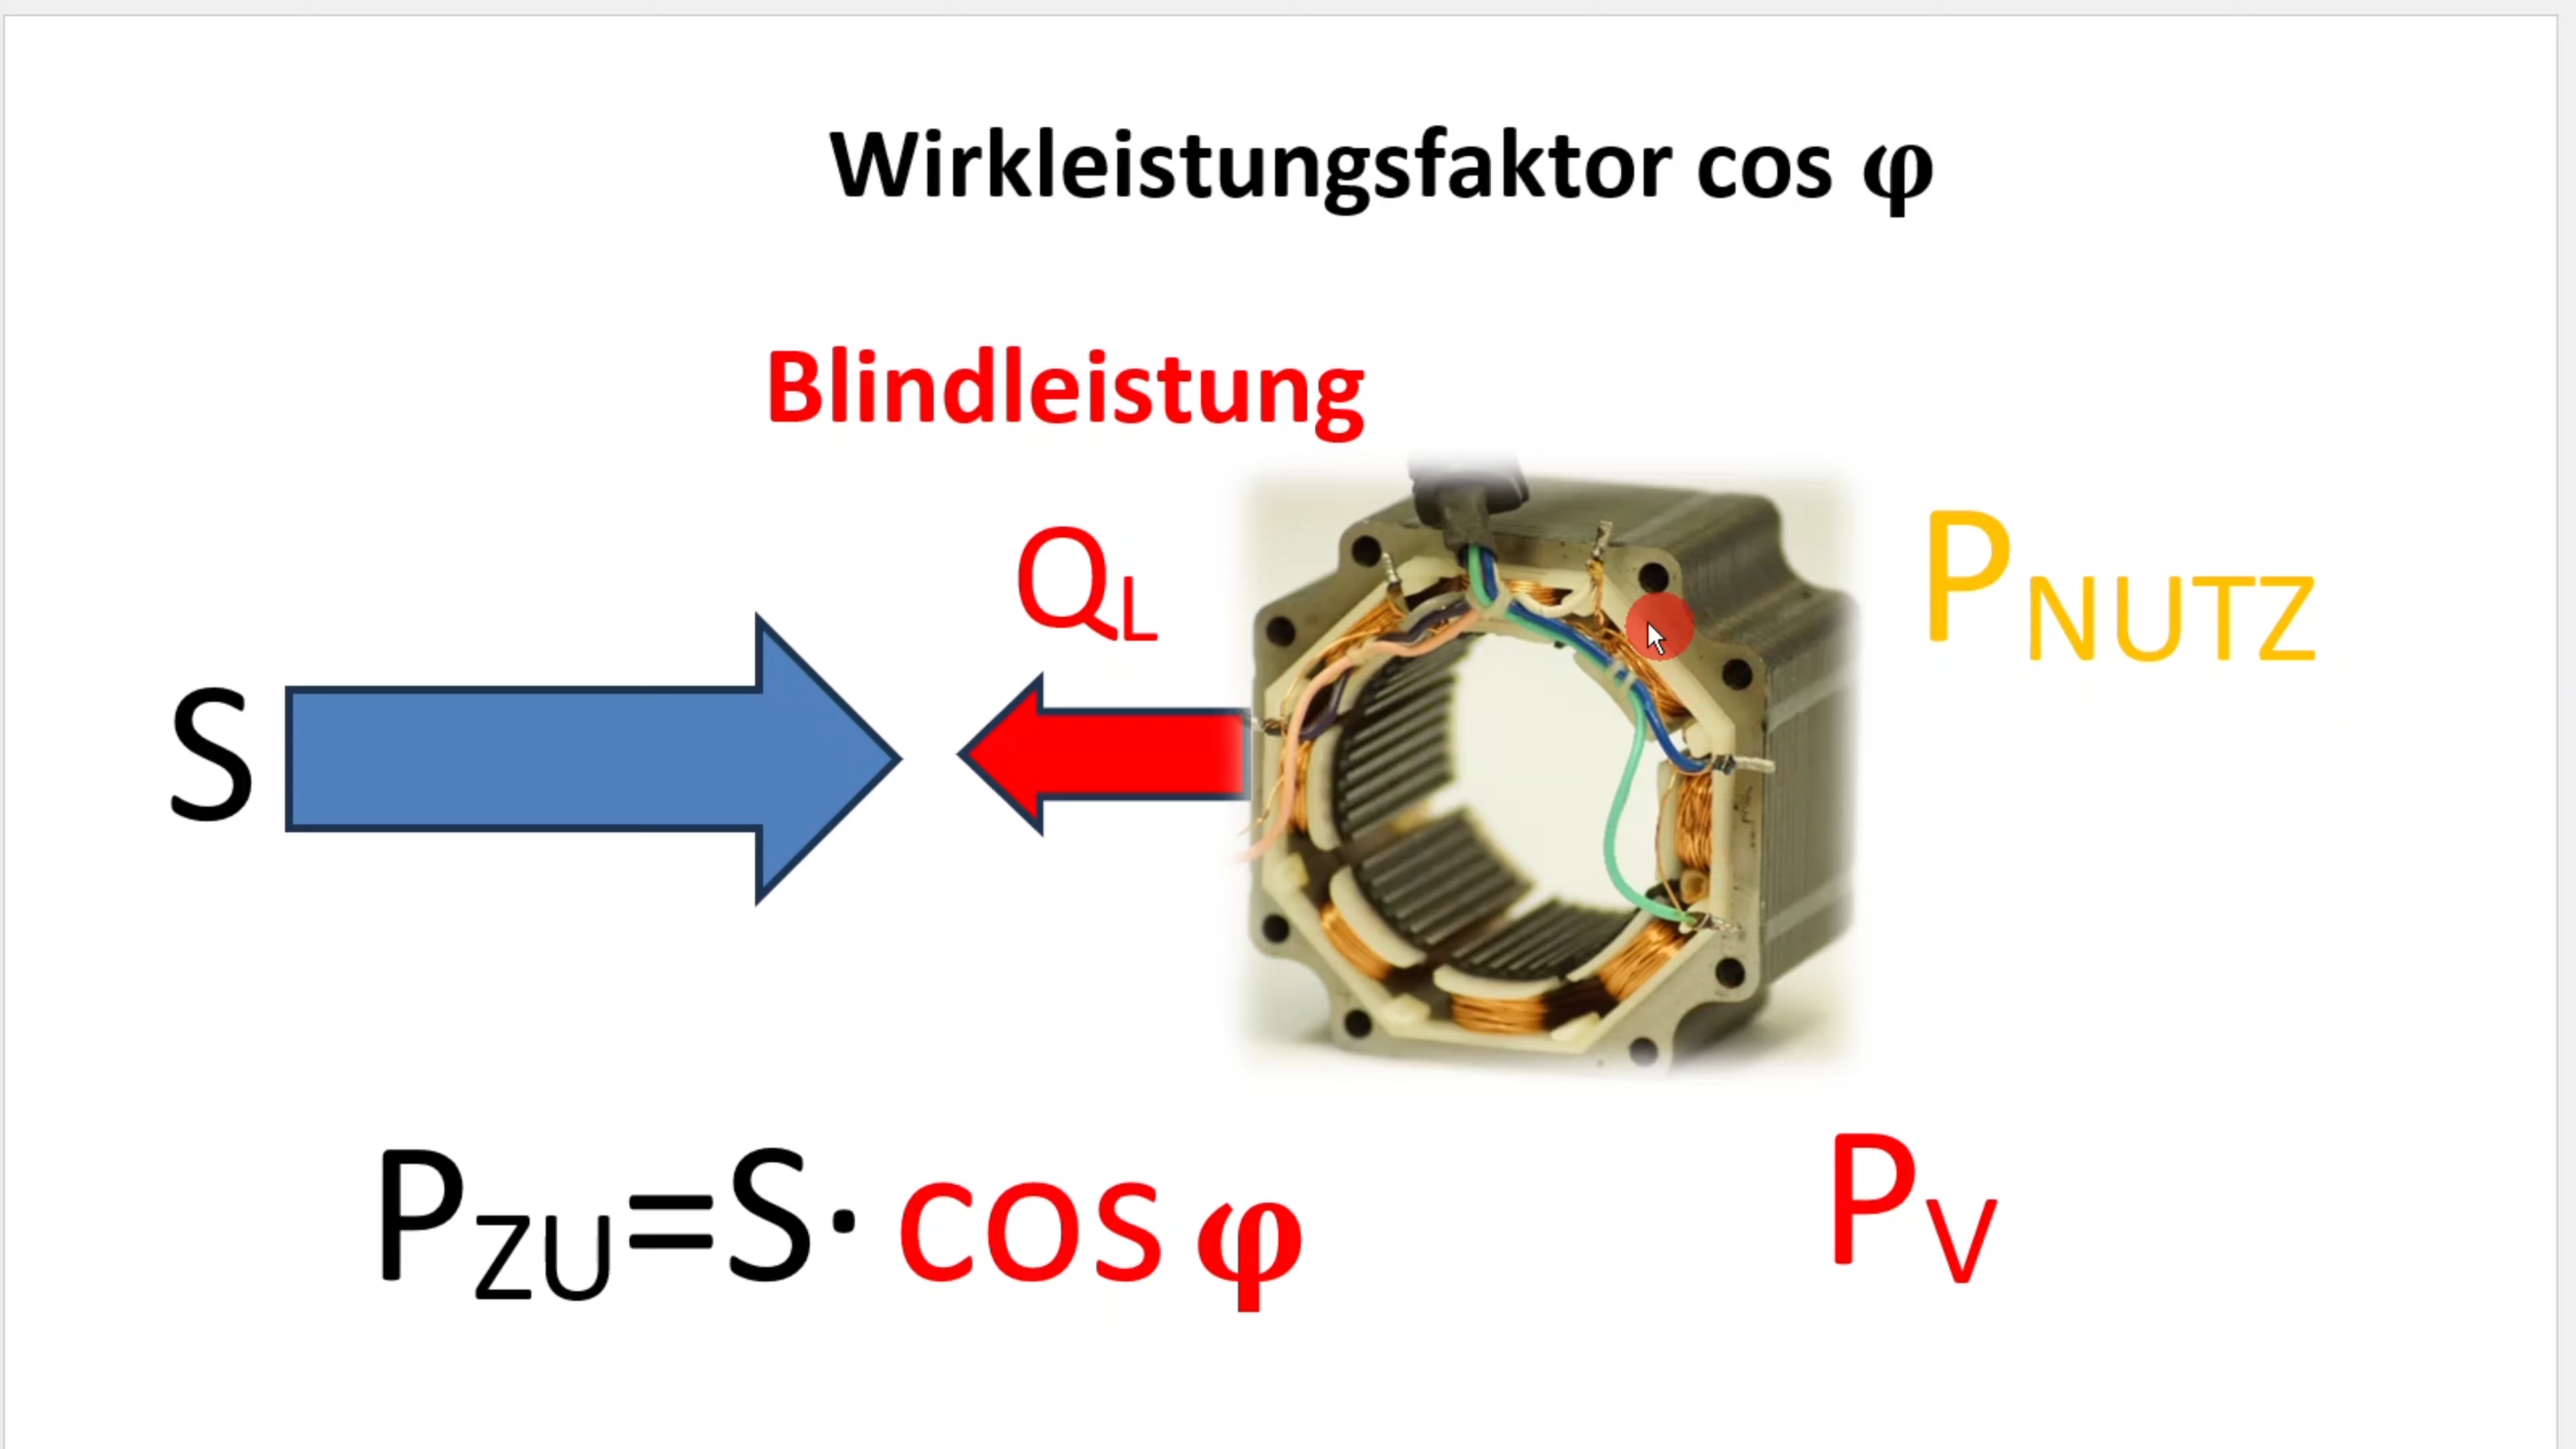 Wirkleistungsfaktor cos φ
Blindleistung
QL
PNUTZ
S
PZU=S· cos φ
PV